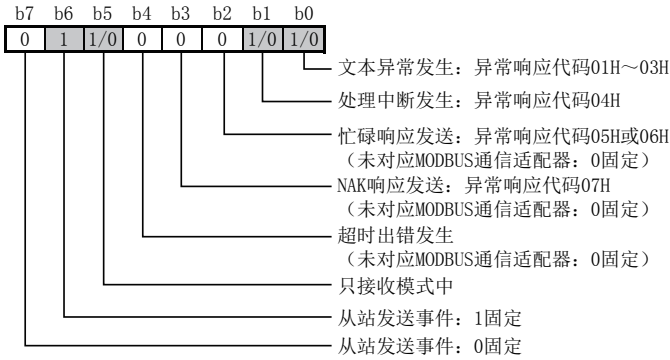 b7 b6 b5 b4 b3 b2 b1 b0
0 1 1/0 0 0 0 1/0 1/0
文本异常发生：异常响应代码01H～03H
处理中断发生：异常响应代码04H
忙碌响应发送：异常响应代码05H或06H
（未对应MODBUS通信适配器：0固定）
NAK响应发送：异常响应代码07H
（未对应MODBUS通信适配器：0固定）
超时出错发生
（未对应MODBUS通信适配器：0固定）
只接收模式中
从站发送事件：1固定
从站发送事件：0固定